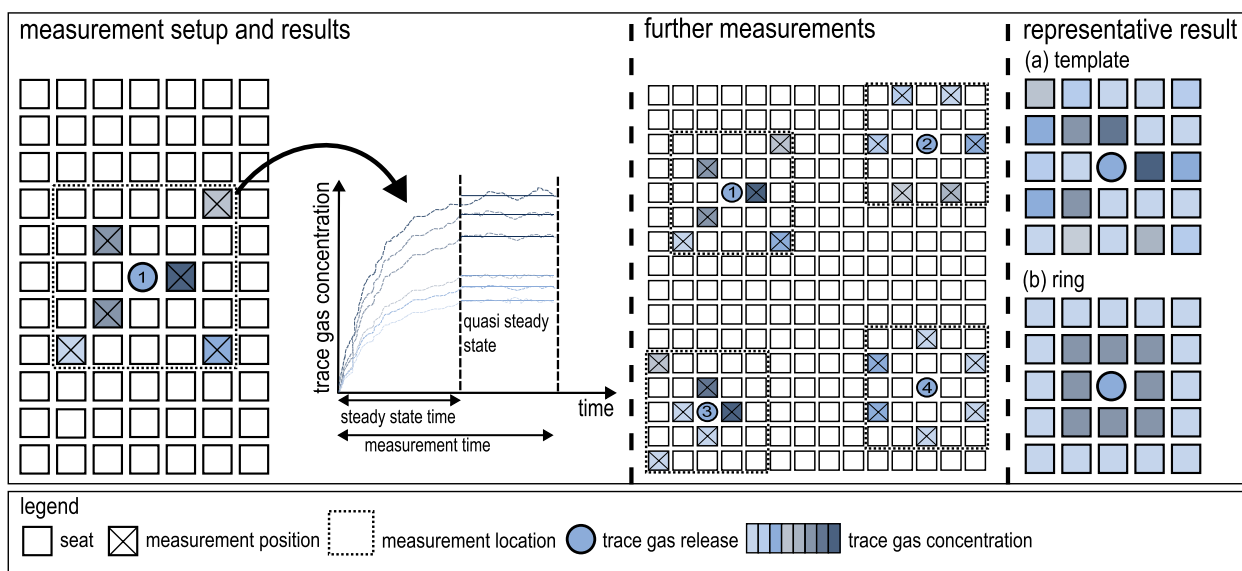 measurement setup and results
1
trace gas concentration
quasi steady
state
time
steady state time
measurement time
further measurements
1
2
3
4
representative result
(a) template
(b) ring
legend
seat
measurement position
measurement location
trace gas release
trace gas concentration